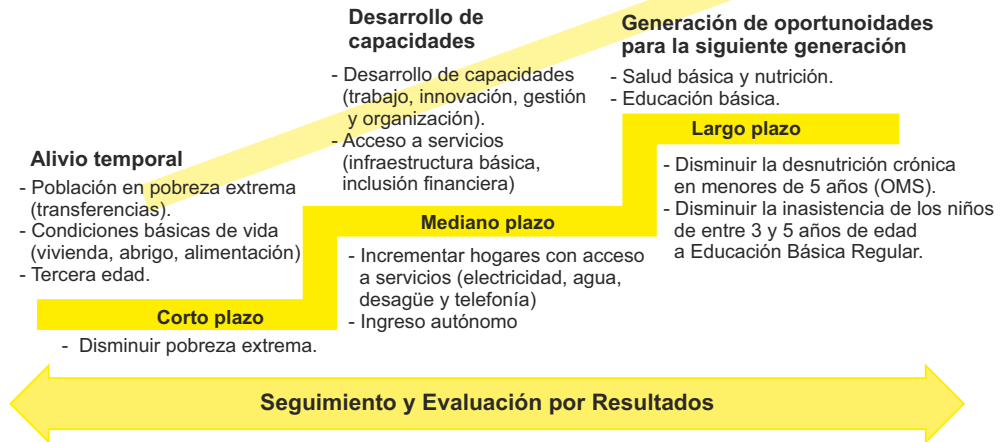 Alivio temporal
- Población en pobreza extrema
(transferencias).
- Condiciones básicas de vida
(vivienda, abrigo, alimentación)
- Tercera edad.
Corto plazo
- Disminuir pobreza extrema.
Desarrollo de
capacidades
- Desarrollo de capacidades
(trabajo, innovación, gestión
y organización).
- Acceso a servicios
(infraestructura básica,
inclusión financiera)
Mediano plazo
- Incrementar hogares con acceso
a servicios (electricidad, agua,
desagüe y telefonía)
- Ingreso autónomo
Generación de oportunoidades
para la siguiente generación
- Salud básica y nutrición.
- Educación básica.
Largo plazo
- Disminuir la desnutrición crónica
en menores de 5 años (OMS).
- Disminuir la inasistencia de los niños
de entre 3 y 5 años de edad
a Educación Básica Regular.
Seguimiento y Evaluación por Resultados